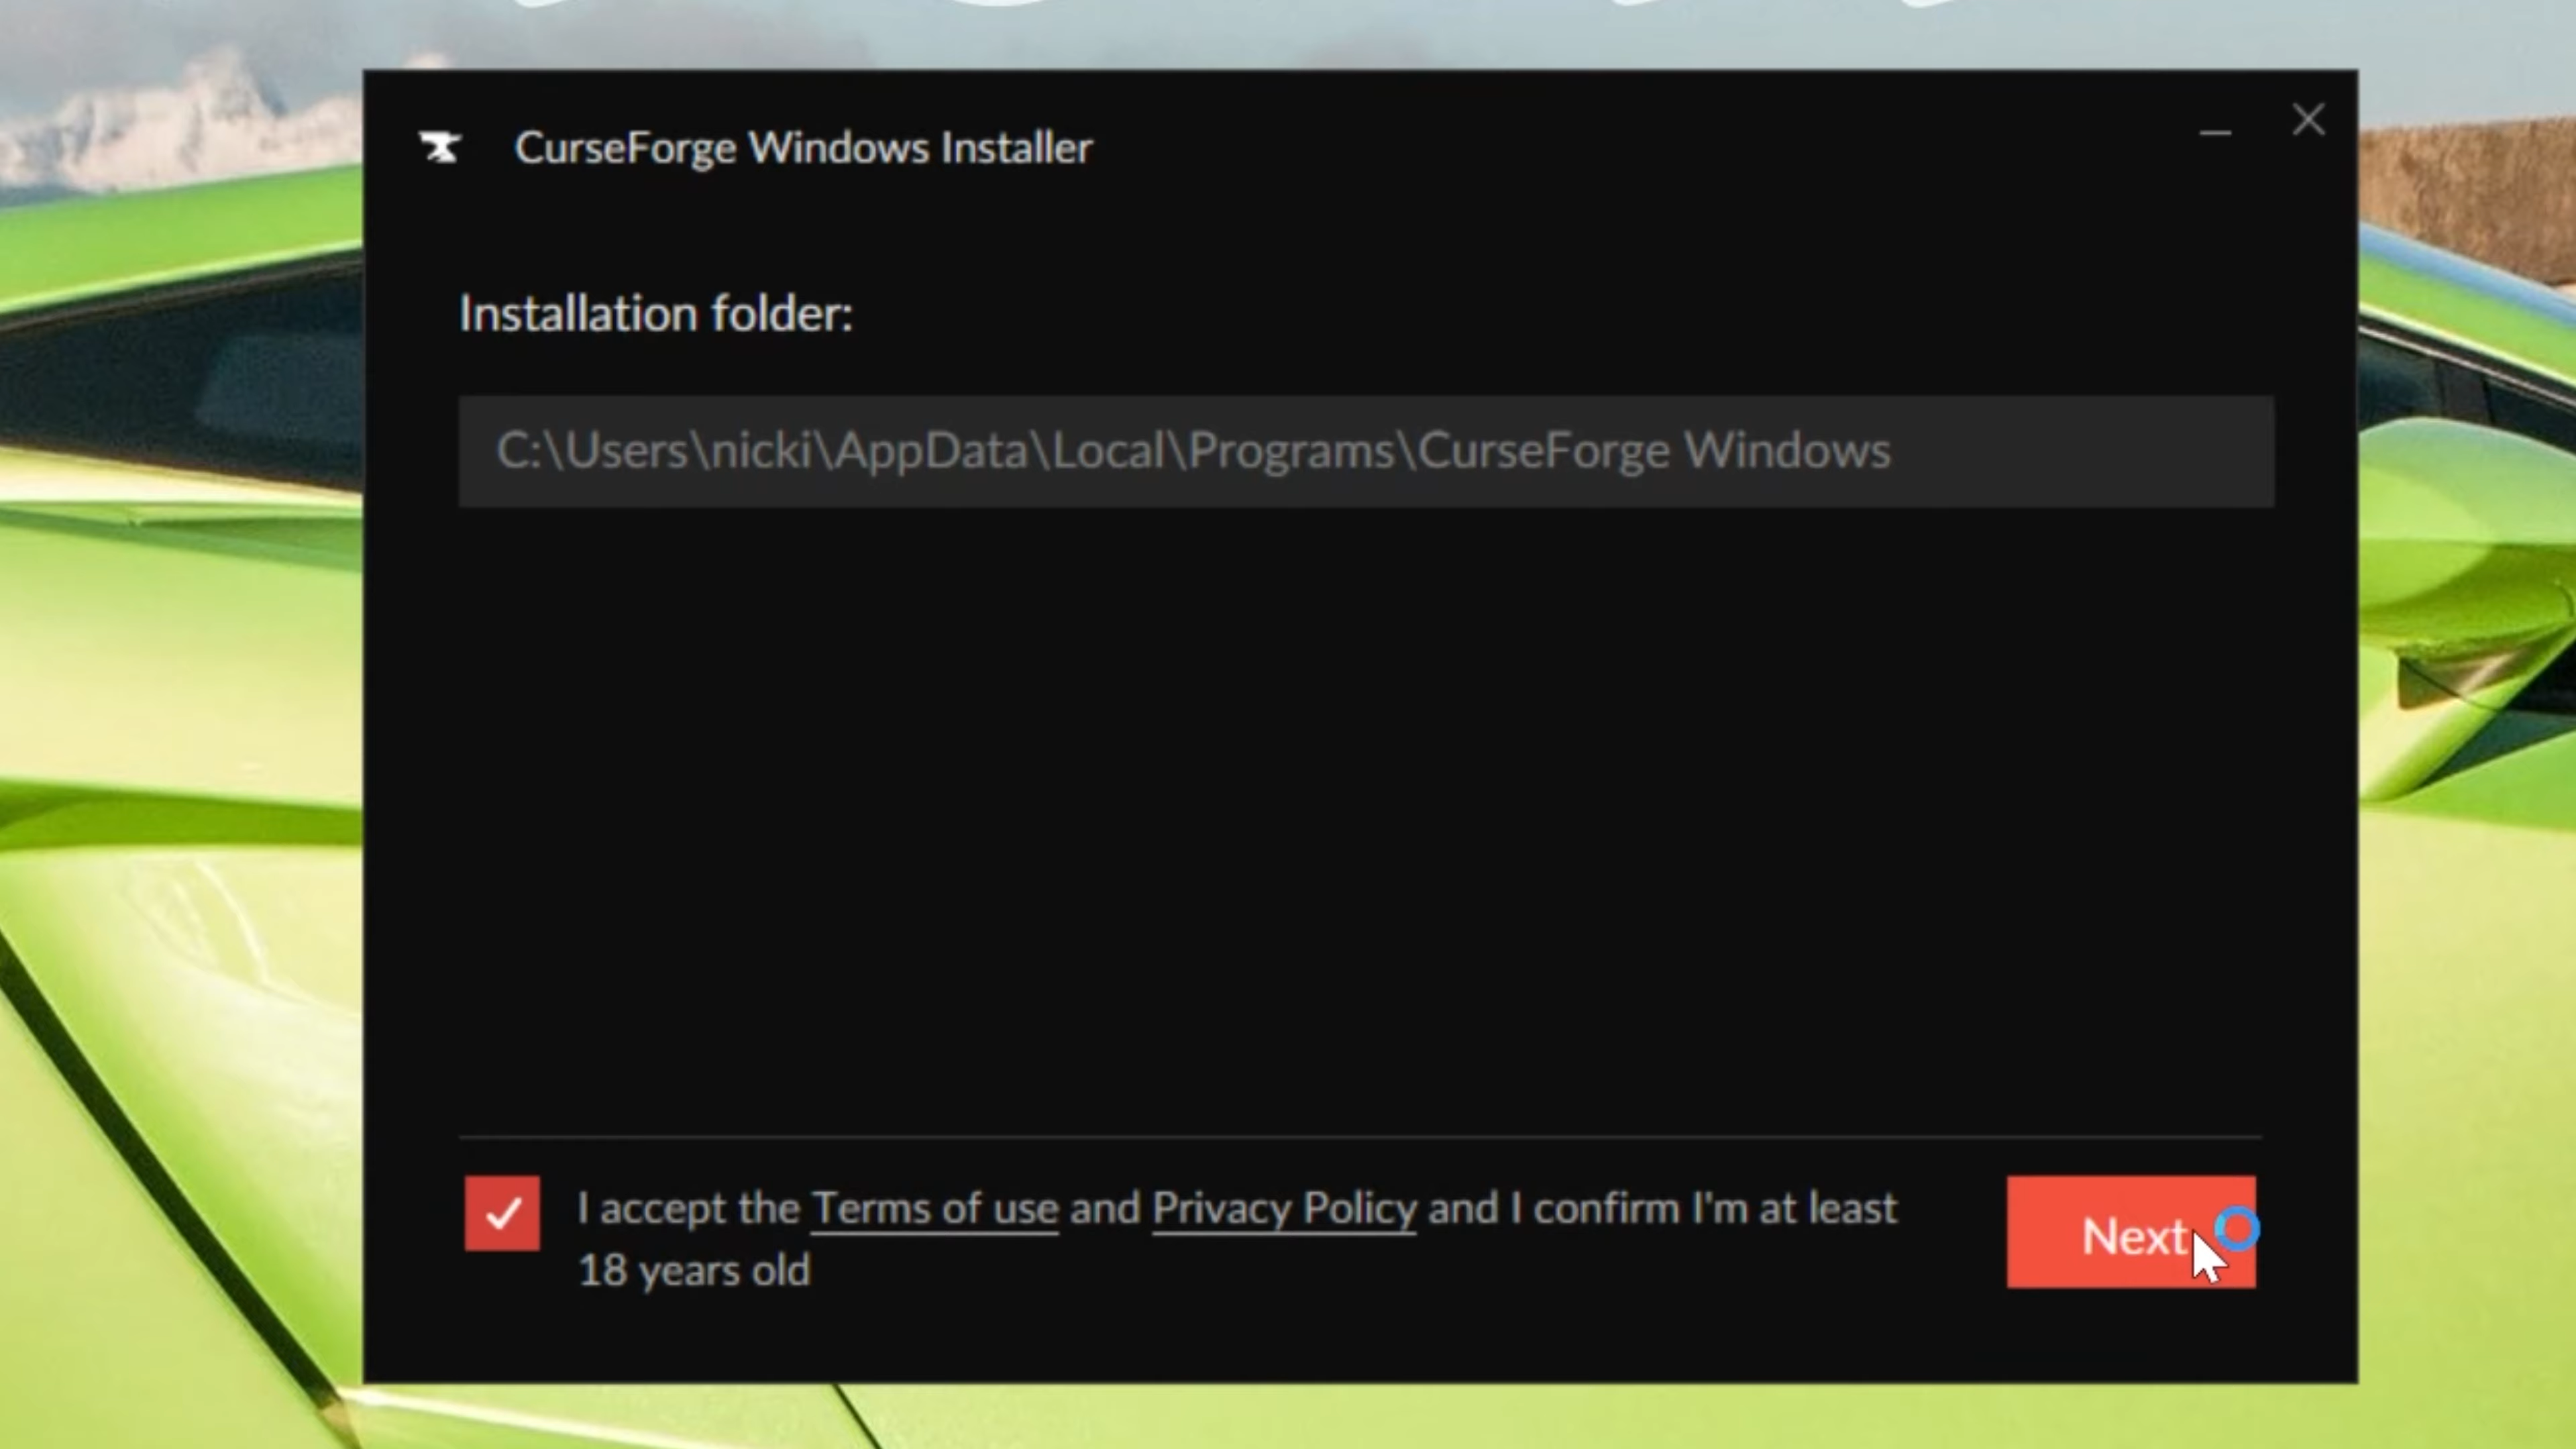 CurseForge Windows Installer
Installation folder:
C:\Users\nicki\AppData\Local\Programs\CurseForge Windows
I accept the Terms of use and Privacy Policy and I confirm I'm at least
18 years old
Next